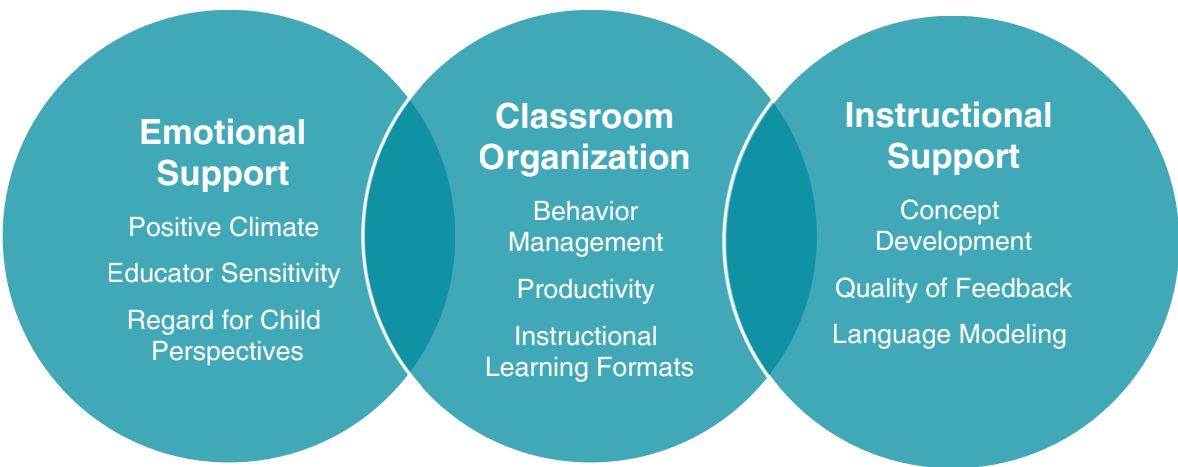 Emotional
Support
Positive Climate
Educator Sensitivity
Regard for Child
Perspectives
Classroom
Organization
Behavior
Management
Productivity
Instructional
Learning Formats
Instructional
Support
Concept
Development
Quality of Feedback
Language Modeling